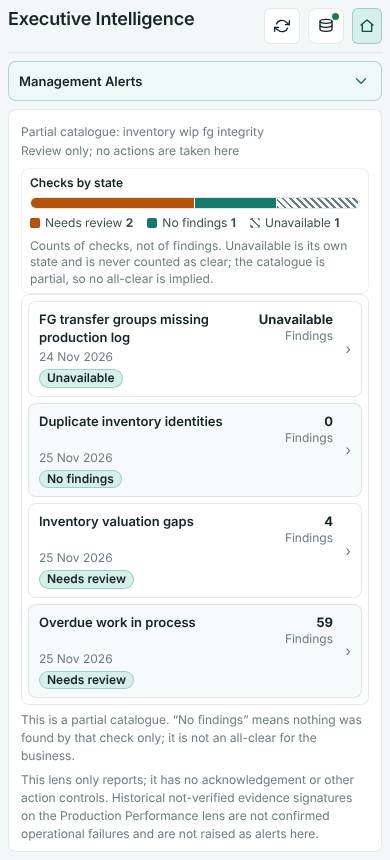 Executive Intelligence
Management Alerts
Partial catalogue: inventory wip fg integrity
Review only; no actions are taken here
Checks by state
Needs review 2 No findings 1 Unavailable 1
Counts of checks, not of findings. Unavailable is its own
state and is never counted as clear; the catalogue is
partial, so no all-clear is implied.
FG transfer groups missing
production log
Unavailable
Findings
24 Nov 2026
Unavailable
Duplicate inventory identities
0
Findings
25 Nov 2026
No findings
Inventory valuation gaps
4
Findings
25 Nov 2026
Needs review
Overdue work in process
59
Findings
25 Nov 2026
Needs review
This is a partial catalogue. “No findings” means nothing was
found by that check only; it is not an all-clear for the
business.
This lens only reports; it has no acknowledgement or other
action controls. Historical not-verified evidence signatures
on the Production Performance lens are not confirmed
operational failures and are not raised as alerts here.